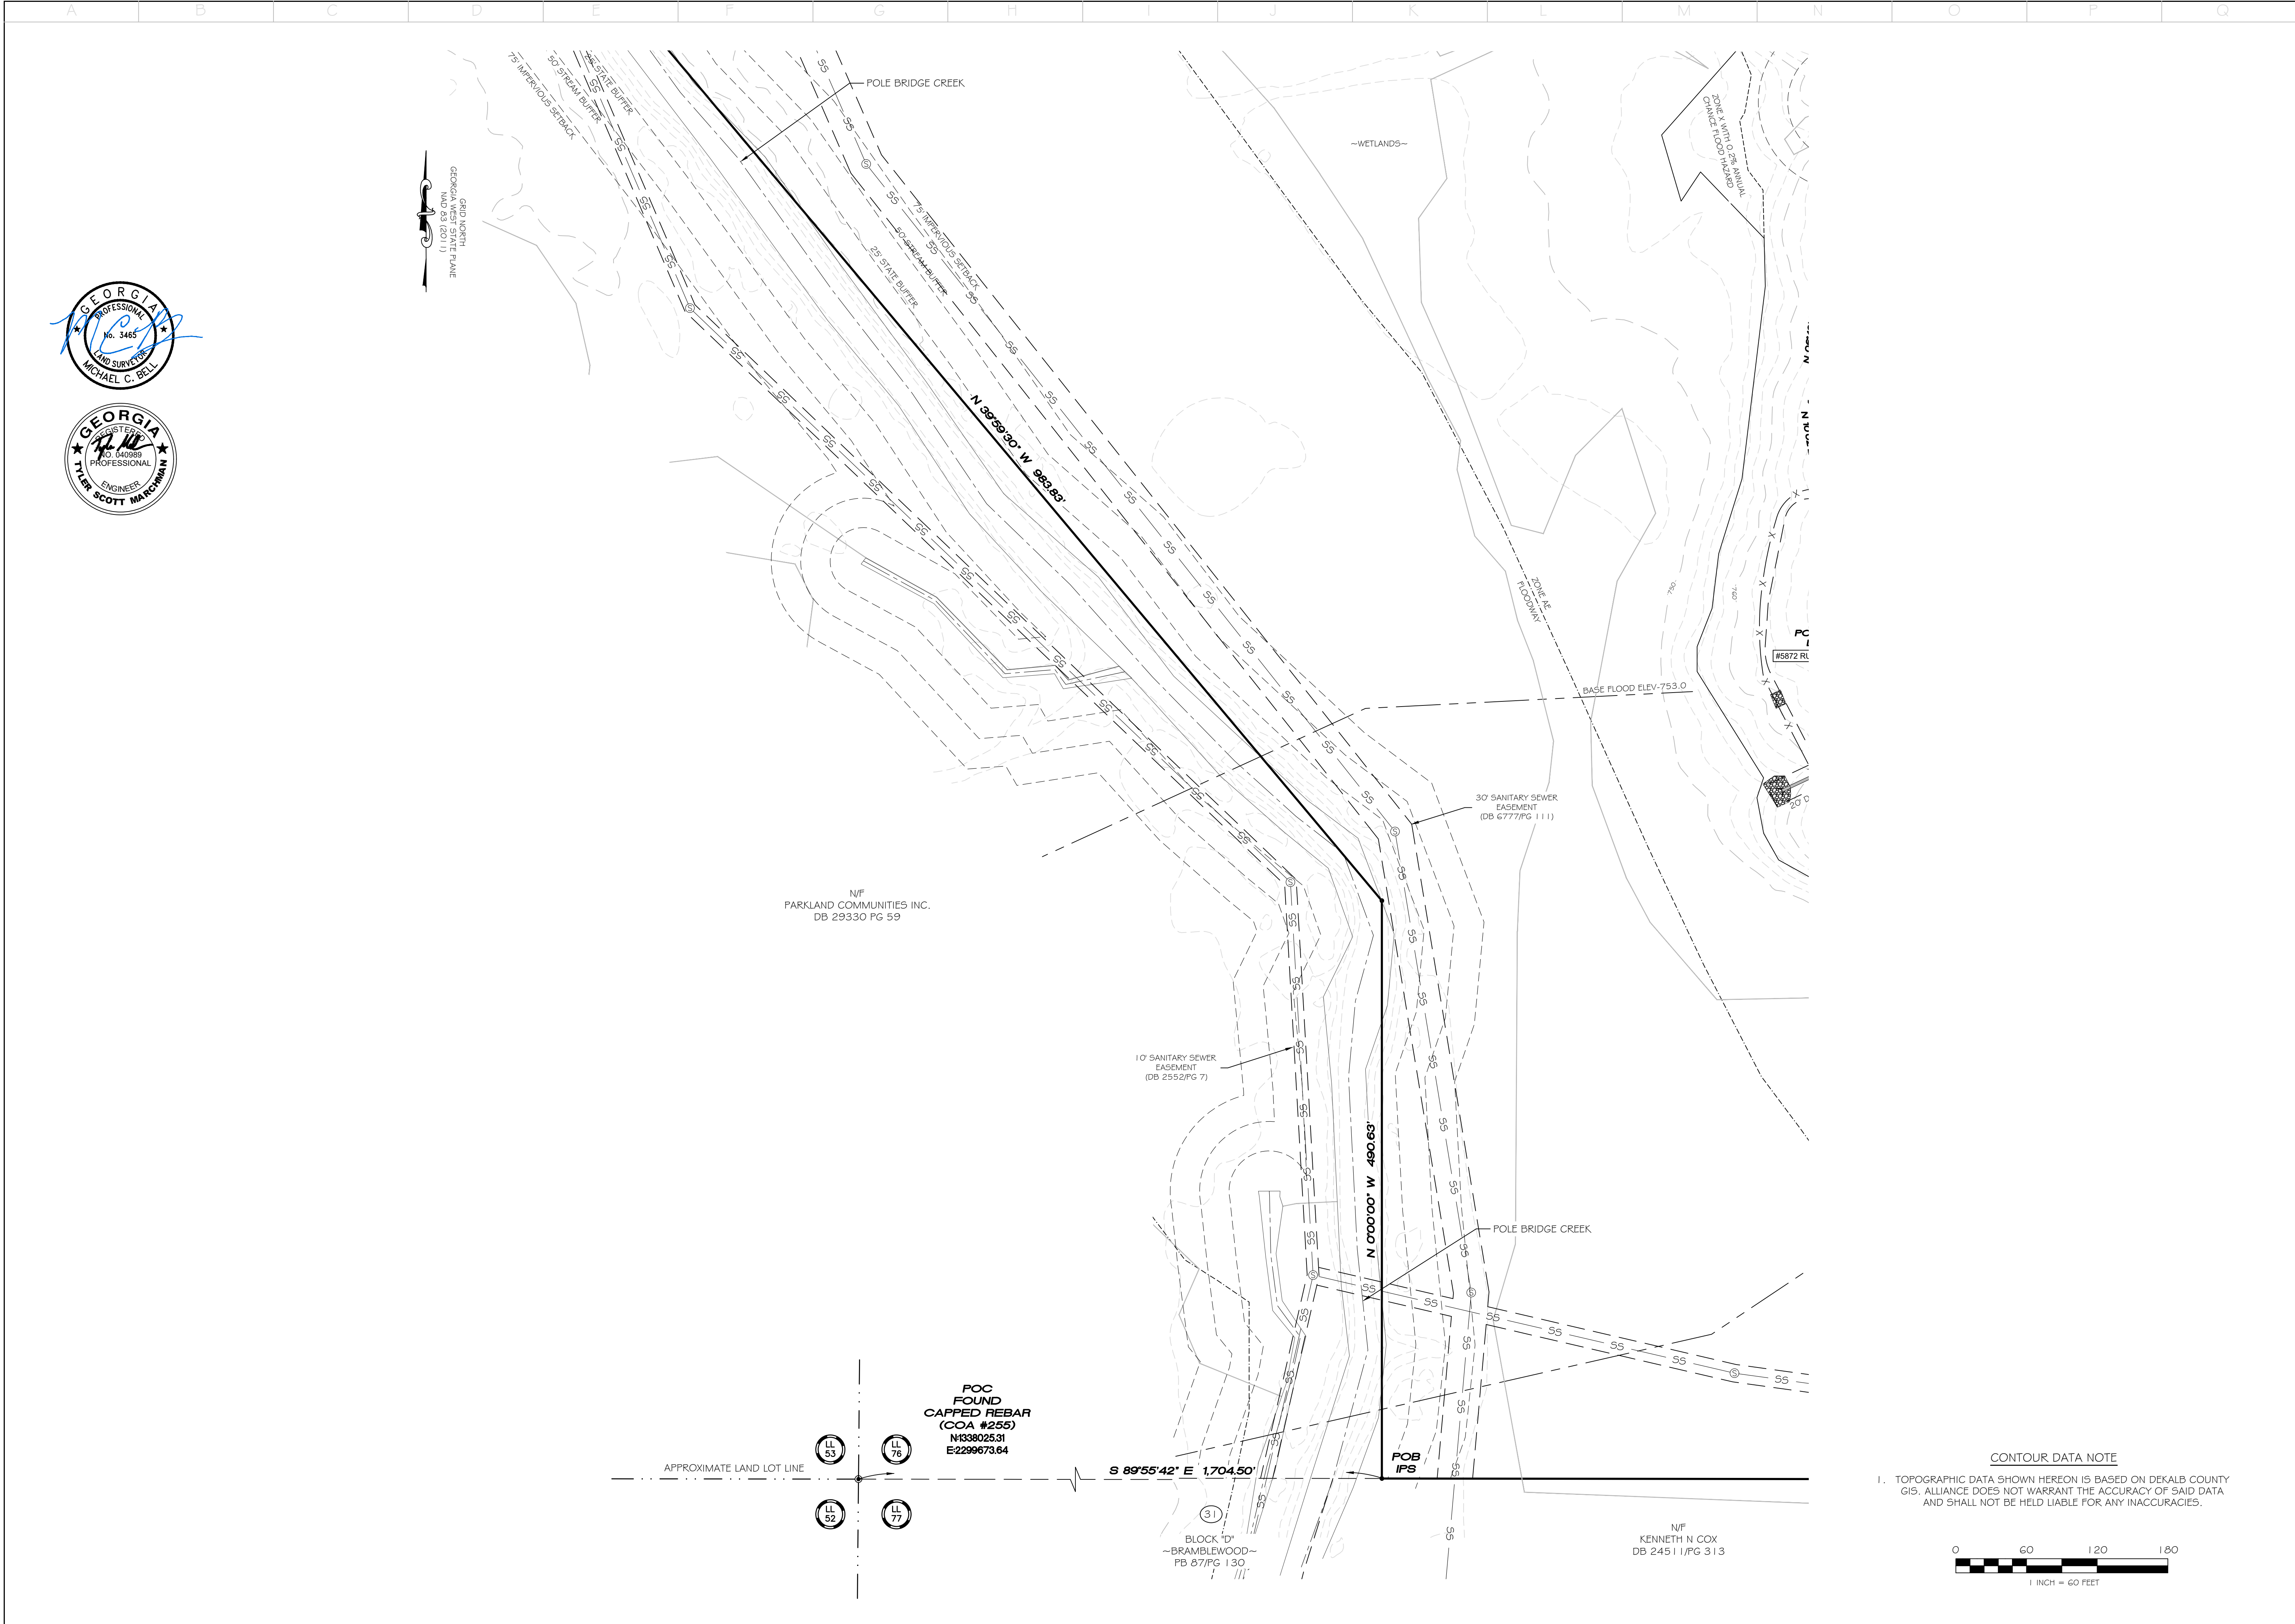 A B C D E F G H I J K L M N O P Q
75' IMPERVIOUS SETBACK
50' STREAM BUFFER
25' STATE BUFFER
POLE BRIDGE CREEK
~WETLANDS~
ZONE X WITH 0.2% ANNUAL
CHANCE FLOOD HAZARD
GRID NORTH
GEORGIA WEST STATE PLANE
NAD 83 (2011)
75' IMPERVIOUS SETBACK
50' STREAM BUFFER
25' STATE BUFFER
GEORGIA
PROFESSIONAL
No. 3465
LAND SURVEYOR
MICHAEL C. BELL
GEORGIA
REGISTERED
NO. 040989
PROFESSIONAL
ENGINEER
TYLER SCOTT MARCHMAN
N 39°59'30" W 983.83'
ZONE AE
FLOODWAY
750
760
#5872 RU
BASE FLOOD ELEV-753.0
30' SANITARY SEWER
EASEMENT
(DB 6777/PG 111)
20' D
N/F
PARKLAND COMMUNITIES INC.
DB 29330 PG 59
10' SANITARY SEWER
EASEMENT
(DB 2552/PG 7)
N 0°00'00" W 490.63'
POLE BRIDGE CREEK
POC
FOUND
CAPPED REBAR
(COA #255)
N:1338025.31
E:2299673.64
LL
53
LL
76
APPROXIMATE LAND LOT LINE
S 89°55'42" E 1,704.50'
POB
IPS
LL
52
LL
77
31
BLOCK "D"
~BRAMBLEWOOD~
PB 87/PG 130
N/F
KENNETH N COX
DB 24511/PG 313
CONTOUR DATA NOTE
1. TOPOGRAPHIC DATA SHOWN HEREON IS BASED ON DEKALB COUNTY
GIS. ALLIANCE DOES NOT WARRANT THE ACCURACY OF SAID DATA
AND SHALL NOT BE HELD LIABLE FOR ANY INACCURACIES.
0 60 120 180
1 INCH = 60 FEET